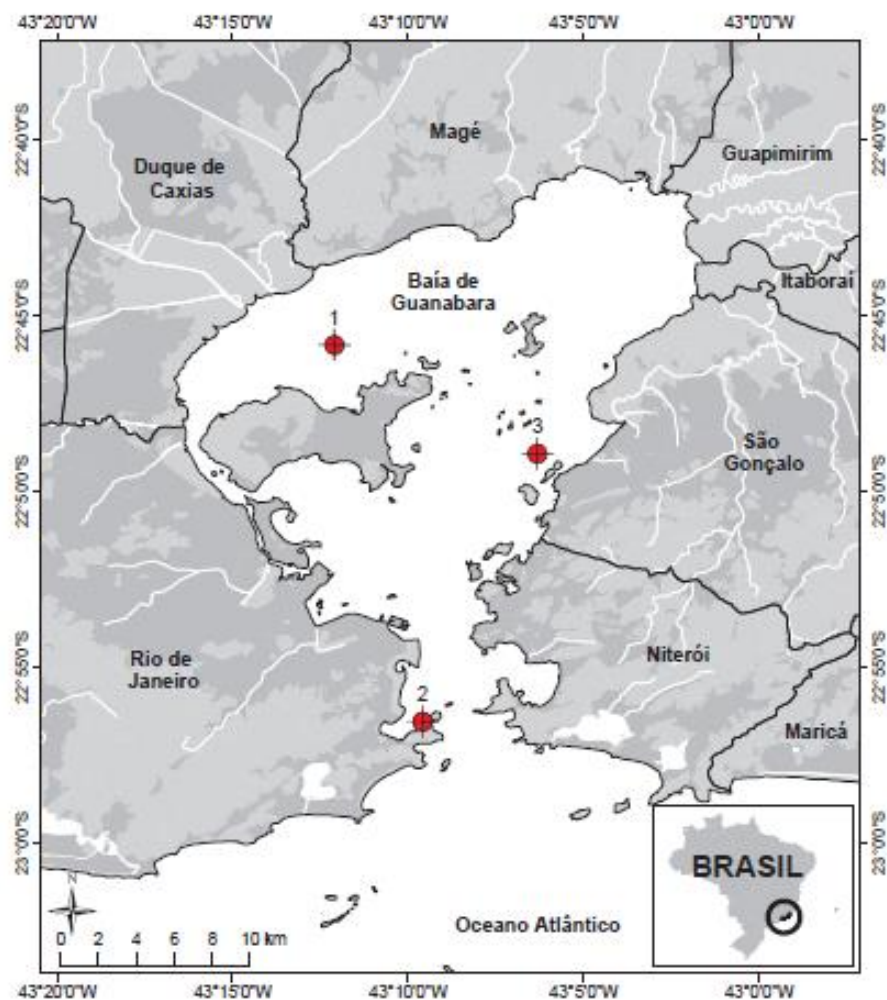 43°20'0"W 43°15'0"W 43°10'0"W 43°5'0"W 43°0'0"W
22°40'0"S 22°40'0"S
Magé
Guapimirim
Duque de
Caxias
Itaboraí
Baía de
Guanabara
22°45'0"S 22°45'0"S
1
3
São
Gonçalo
22°50'0"S 22°50'0"S
Rio de
Janeiro
Niterói
22°55'0"S 22°55'0"S
2
Maricá
23°0'0"S 23°0'0"S
BRASIL
N
Oceano Atlântico
0 2 4 6 8 10 km
43°20'0"W 43°15'0"W 43°10'0"W 43°5'0"W 43°0'0"W